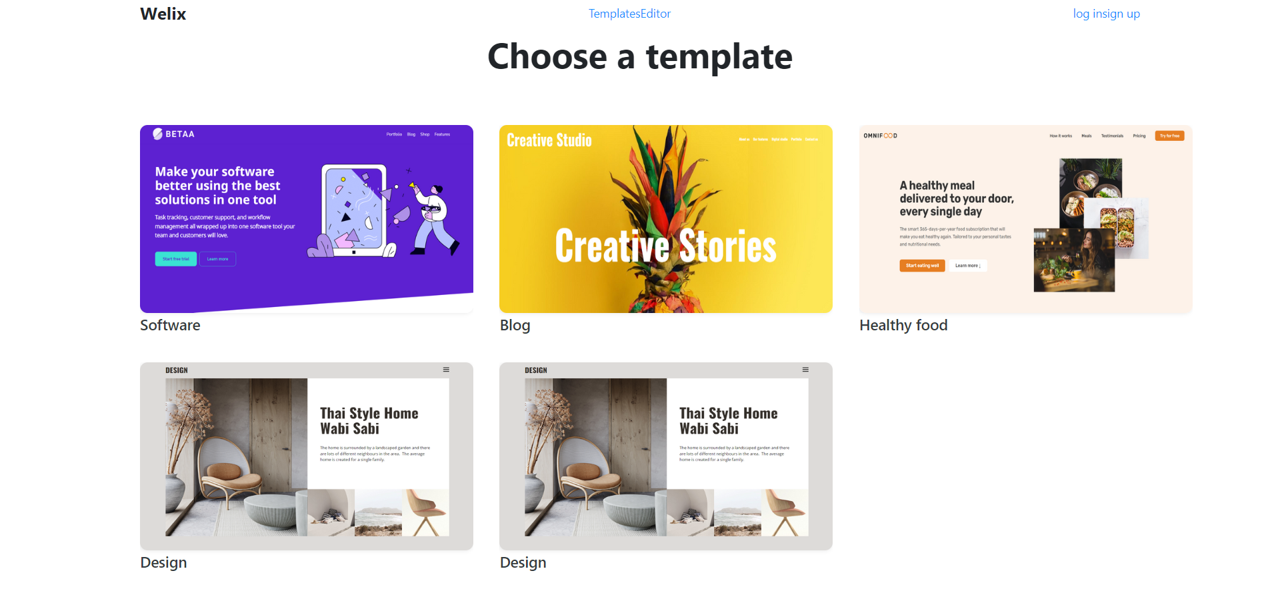 Welix
TemplatesEditor
log insign up
Choose a template
BETAA
Portfolio Blog Shop Features
Make your software
better using the best
solutions in one tool
Task tracking, customer support, and workflow
management all wrapped up into one software tool your
team and customers will love.
Start free trial
Learn more
Software
Creative Studio
Creative Stories
Blog
OMNIFOOD
How it works Meals Testimonials Pricing Try for free
A healthy meal
delivered to your door,
every single day
The smart 365-days-per-year food subscription that will
make you eat healthy again. Tailored to your personal tastes
and nutritional needs.
Start eating well
Learn more ↓
Healthy food
DESIGN
Thai Style Home
Wabi Sabi
The home is surrounded by a landscaped garden and there
are lots of different neighbours in the area. The average
home is created for a single family.
Design
DESIGN
Thai Style Home
Wabi Sabi
The home is surrounded by a landscaped garden and there
are lots of different neighbours in the area. The average
home is created for a single family.
Design